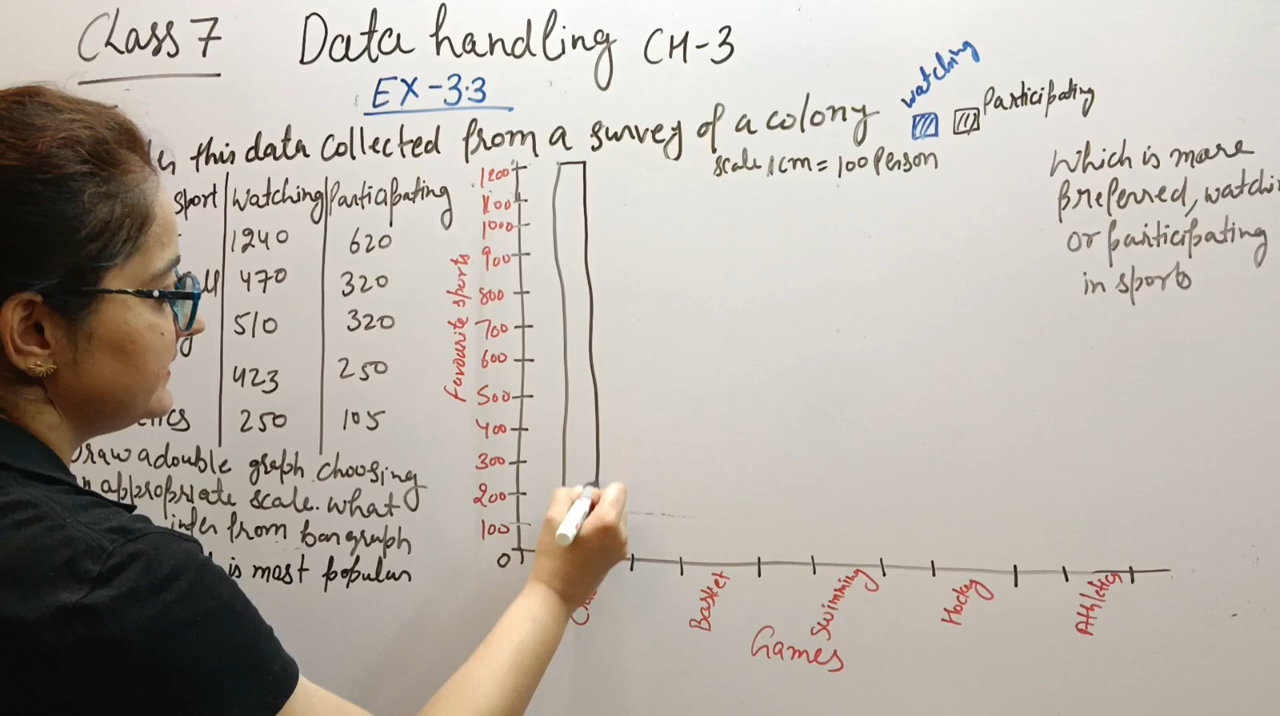 Class 7 Data handling CH-3
EX-3.3
this data collected from a survey of a colony
watching
Participating
scale 1cm = 100 Person
sport Watching Participating
1240 620
470 320
510 320
423 250
250 105
Draw a double graph choosing
appropriate scale. what
infer from bar graph
is most popular
Which is more
preferred,
or participating
in sports
Favourite sports
1200
1100
1000
900
800
700
600
500
400
300
200
100
0
Basket
Swimming
Hockey
Athletics
Games